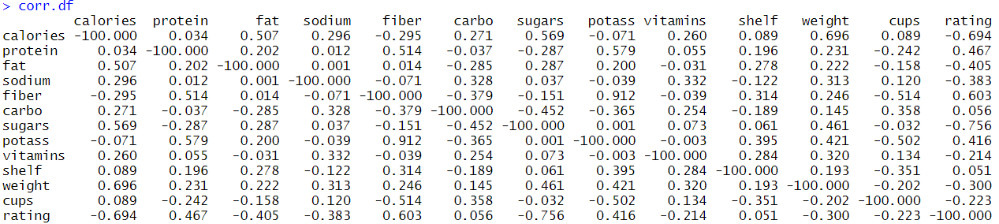 > corr.df
calories protein fat sodium fiber carbo sugars potass vitamins shelf weight cups rating
calories -100.000 0.034 0.507 0.296 -0.295 0.271 0.569 -0.071 0.260 0.089 0.696 0.089 -0.694
protein 0.034 -100.000 0.202 0.012 0.514 -0.037 -0.287 0.579 0.055 0.196 0.231 -0.242 0.467
fat 0.507 0.202 -100.000 0.001 0.014 -0.285 0.287 0.200 -0.031 0.278 0.222 -0.158 -0.405
sodium 0.296 0.012 0.001 -100.000 -0.071 0.328 0.037 -0.039 0.332 -0.122 0.313 0.120 -0.383
fiber -0.295 0.514 0.014 -0.071 -100.000 -0.379 -0.151 0.912 -0.039 0.314 0.246 -0.514 0.603
carbo 0.271 -0.037 -0.285 0.328 -0.379 -100.000 -0.452 -0.365 0.254 -0.189 0.145 0.358 0.056
sugars 0.569 -0.287 0.287 0.037 -0.151 -0.452 -100.000 0.001 0.073 0.061 0.461 -0.032 -0.756
potass -0.071 0.579 0.200 -0.039 0.912 -0.365 0.001 -100.000 -0.003 0.395 0.421 -0.502 0.416
vitamins 0.260 0.055 -0.031 0.332 -0.039 0.254 0.073 -0.003 -100.000 0.284 0.320 0.134 -0.214
shelf 0.089 0.196 0.278 -0.122 0.314 -0.189 0.061 0.395 0.284 -100.000 0.193 -0.351 0.051
weight 0.696 0.231 0.222 0.313 0.246 0.145 0.461 0.421 0.320 0.193 -100.000 -0.202 -0.300
cups 0.089 -0.242 -0.158 0.120 -0.514 0.358 -0.032 -0.502 0.134 -0.351 -0.202 -100.000 -0.223
rating -0.694 0.467 -0.405 -0.383 0.603 0.056 -0.756 0.416 -0.214 0.051 -0.300 -0.223 -100.000